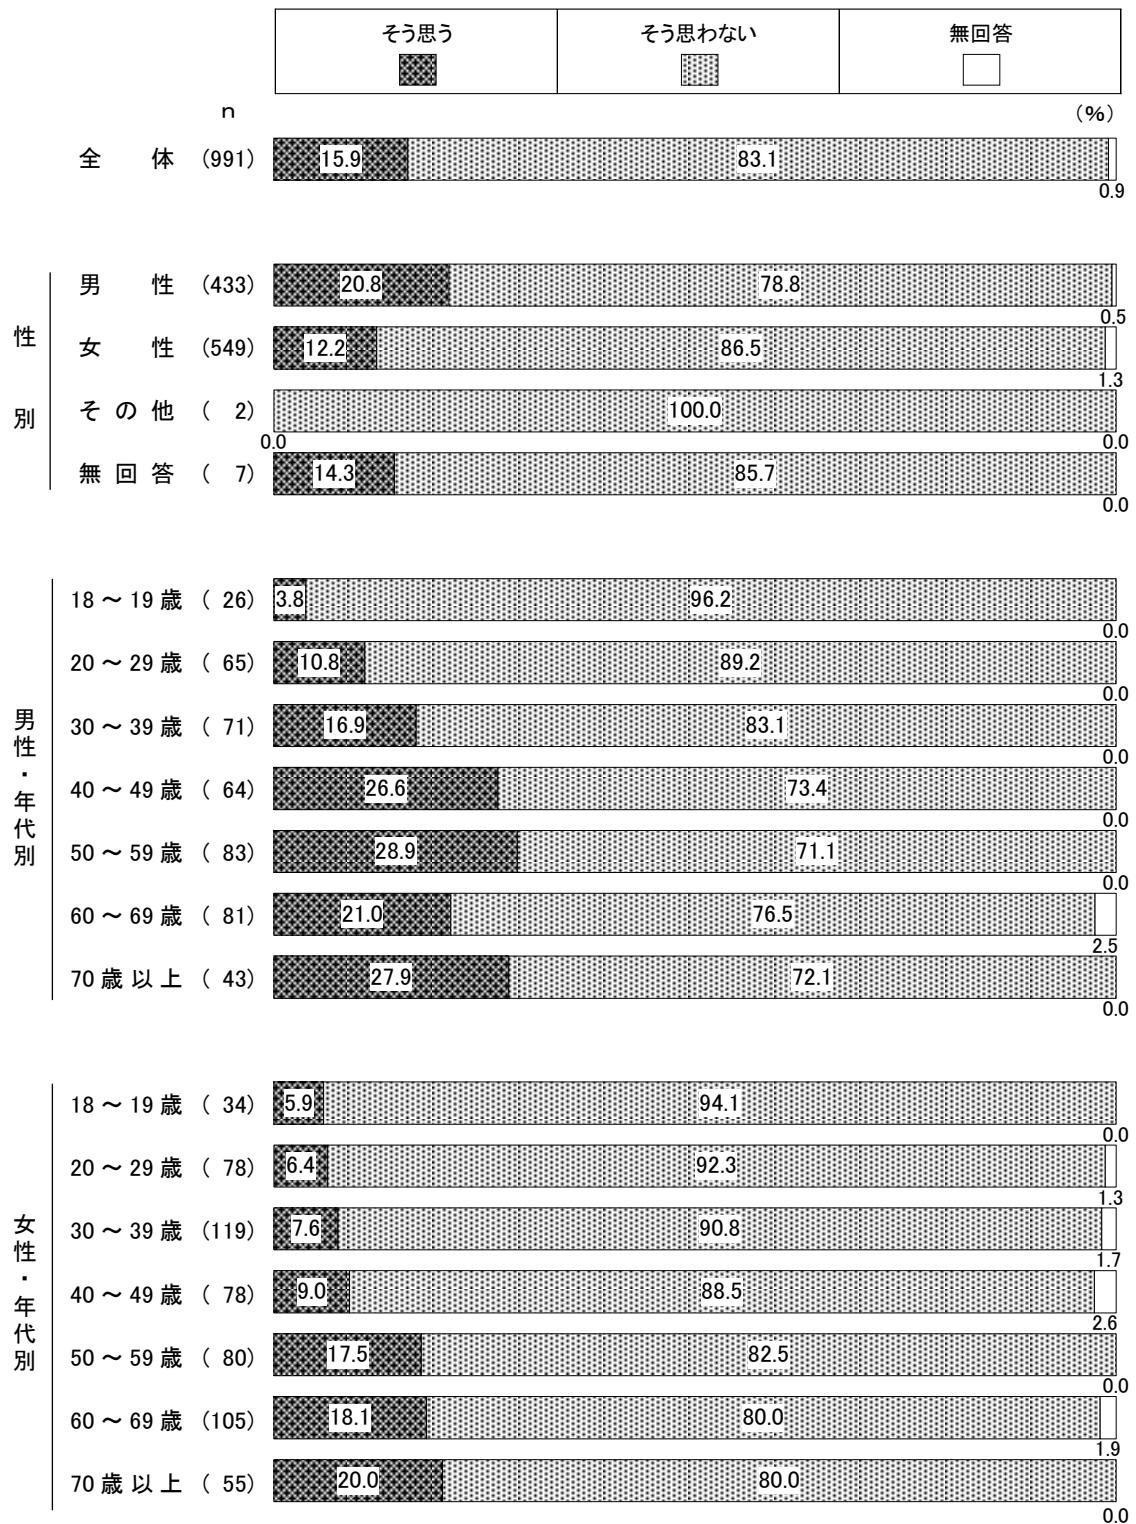 そう思う そう思わない 無回答
n (%)
全体 (991) 15.9 83.1 0.9
性別
男性 (433) 20.8 78.8 0.5
女性 (549) 12.2 86.5 1.3
その他 ( 2) 0.0 100.0 0.0
無回答 ( 7) 14.3 85.7 0.0
男性・年代別
18～19歳 ( 26) 3.8 96.2 0.0
20～29歳 ( 65) 10.8 89.2 0.0
30～39歳 ( 71) 16.9 83.1 0.0
40～49歳 ( 64) 26.6 73.4 0.0
50～59歳 ( 83) 28.9 71.1 0.0
60～69歳 ( 81) 21.0 76.5 2.5
70歳以上 ( 43) 27.9 72.1 0.0
女性・年代別
18～19歳 ( 34) 5.9 94.1 0.0
20～29歳 ( 78) 6.4 92.3 1.3
30～39歳 (119) 7.6 90.8 1.7
40～49歳 ( 78) 9.0 88.5 2.6
50～59歳 ( 80) 17.5 82.5 0.0
60～69歳 (105) 18.1 80.0 1.9
70歳以上 ( 55) 20.0 80.0 0.0